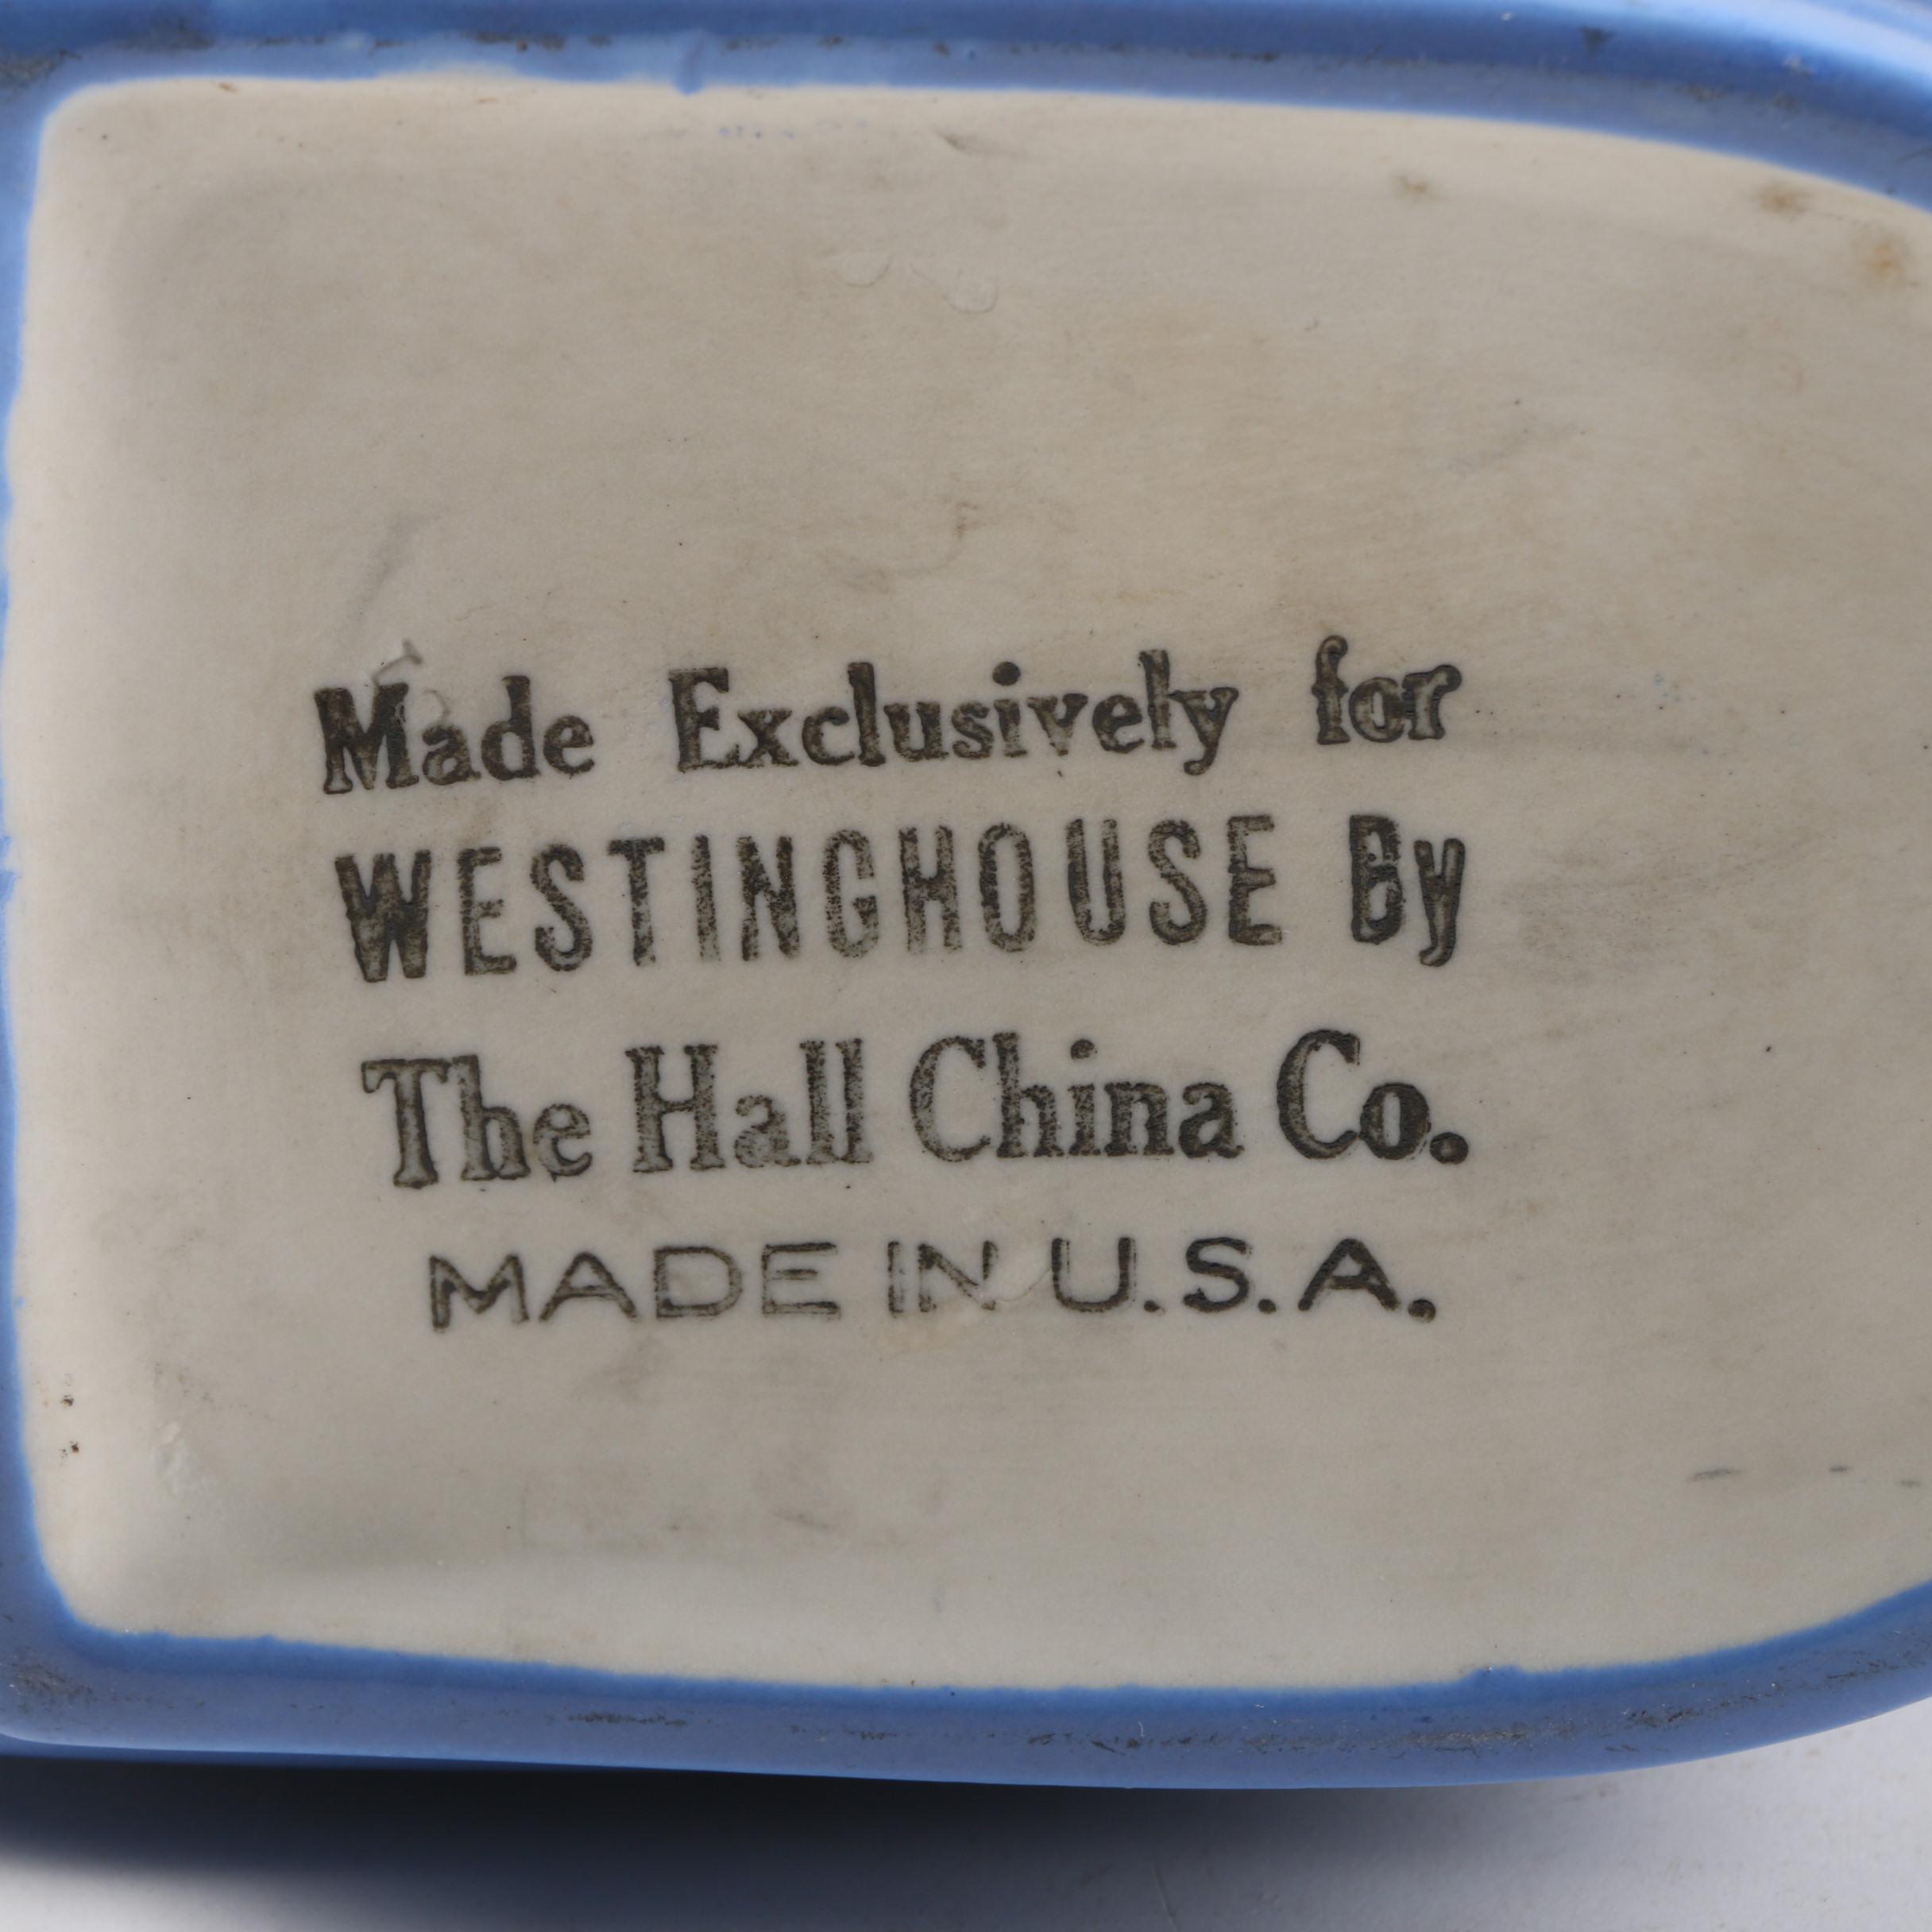 Made Exclusively for
WESTINGHOUSE By
The Hall China Co.
MADE IN U.S.A.